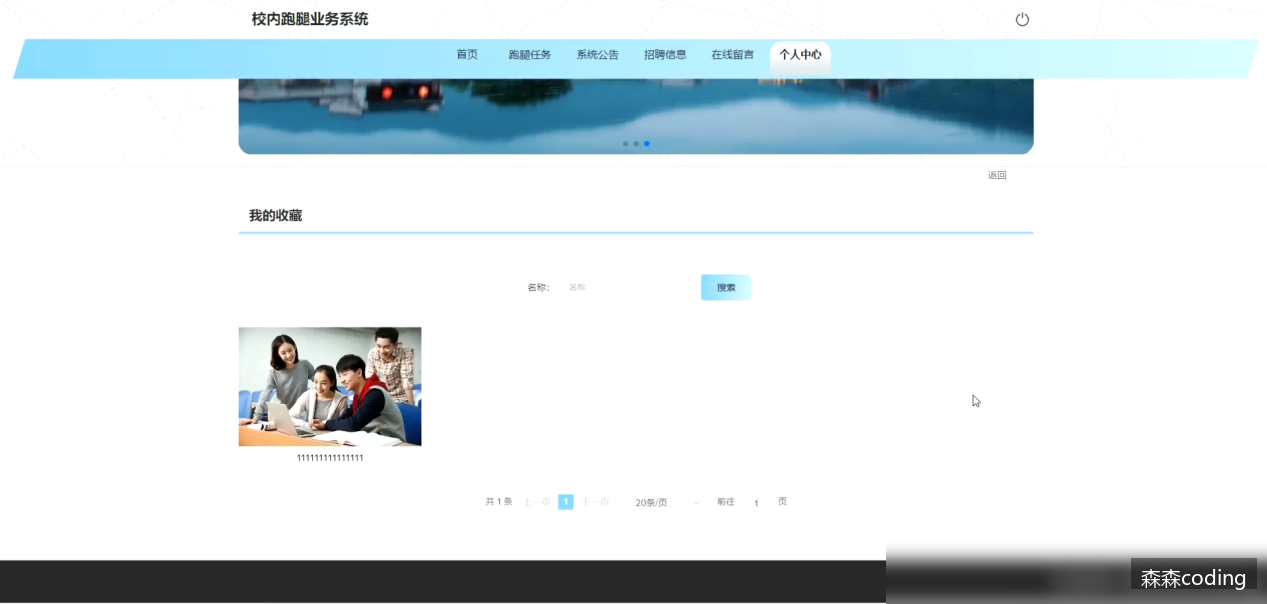 校内跑腿业务系统
首页 跑腿任务 系统公告 招聘信息 在线留言 个人中心
返回
我的收藏
名称： 名称 搜索
111111111111111
共 1 条 上一页 1 下一页 20条/页 前往 1 页
森森coding